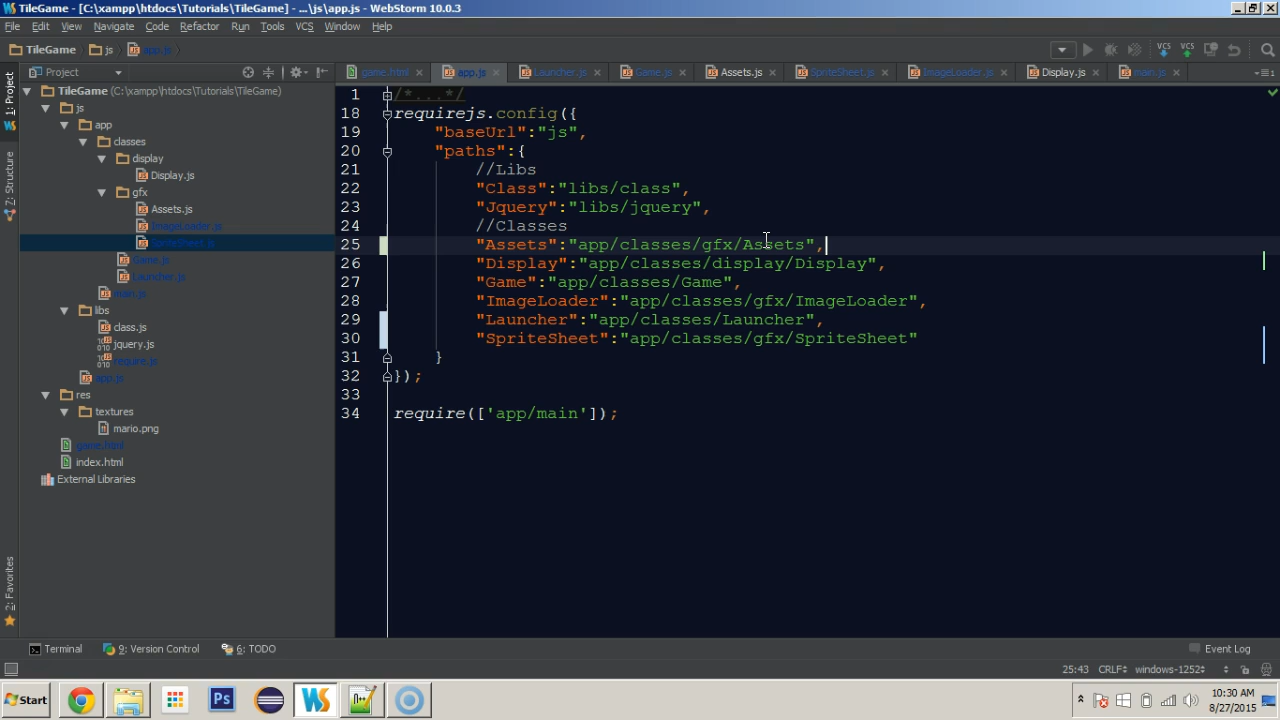 TileGame - [C:\xampp\htdocs\Tutorials\TileGame] - ...\js\app.js - WebStorm 10.0.3
File Edit View Navigate Code Refactor Run Tools VCS Window Help
TileGame js app.js
VCS VCS
Project
game.html app.js Launcher.js Game.js Assets.js SpriteSheet.js ImageLoader.js Display.js main.js
1: Project
Structure
2: Favorites
TileGame (C:\xampp\htdocs\Tutorials\TileGame)
js
app
classes
display
Display.js
gfx
Assets.js
ImageLoader.js
SpriteSheet.js
Game.js
Launcher.js
main.js
libs
class.js
jquery.js
require.js
app.js
res
textures
mario.png
game.html
index.html
External Libraries
1 /*...*/
18 requirejs.config({
19 "baseUrl":"js",
20 "paths":{
21 //Libs
22 "Class":"libs/class",
23 "Jquery":"libs/jquery",
24 //Classes
25 "Assets":"app/classes/gfx/Assets",
26 "Display":"app/classes/display/Display",
27 "Game":"app/classes/Game",
28 "ImageLoader":"app/classes/gfx/ImageLoader",
29 "Launcher":"app/classes/Launcher",
30 "SpriteSheet":"app/classes/gfx/SpriteSheet"
31 }
32 });
33
34 require(['app/main']);
Terminal 9: Version Control 6: TODO Event Log
25:43 CRLF windows-1252
Start Ps WS 10:30 AM
8/27/2015